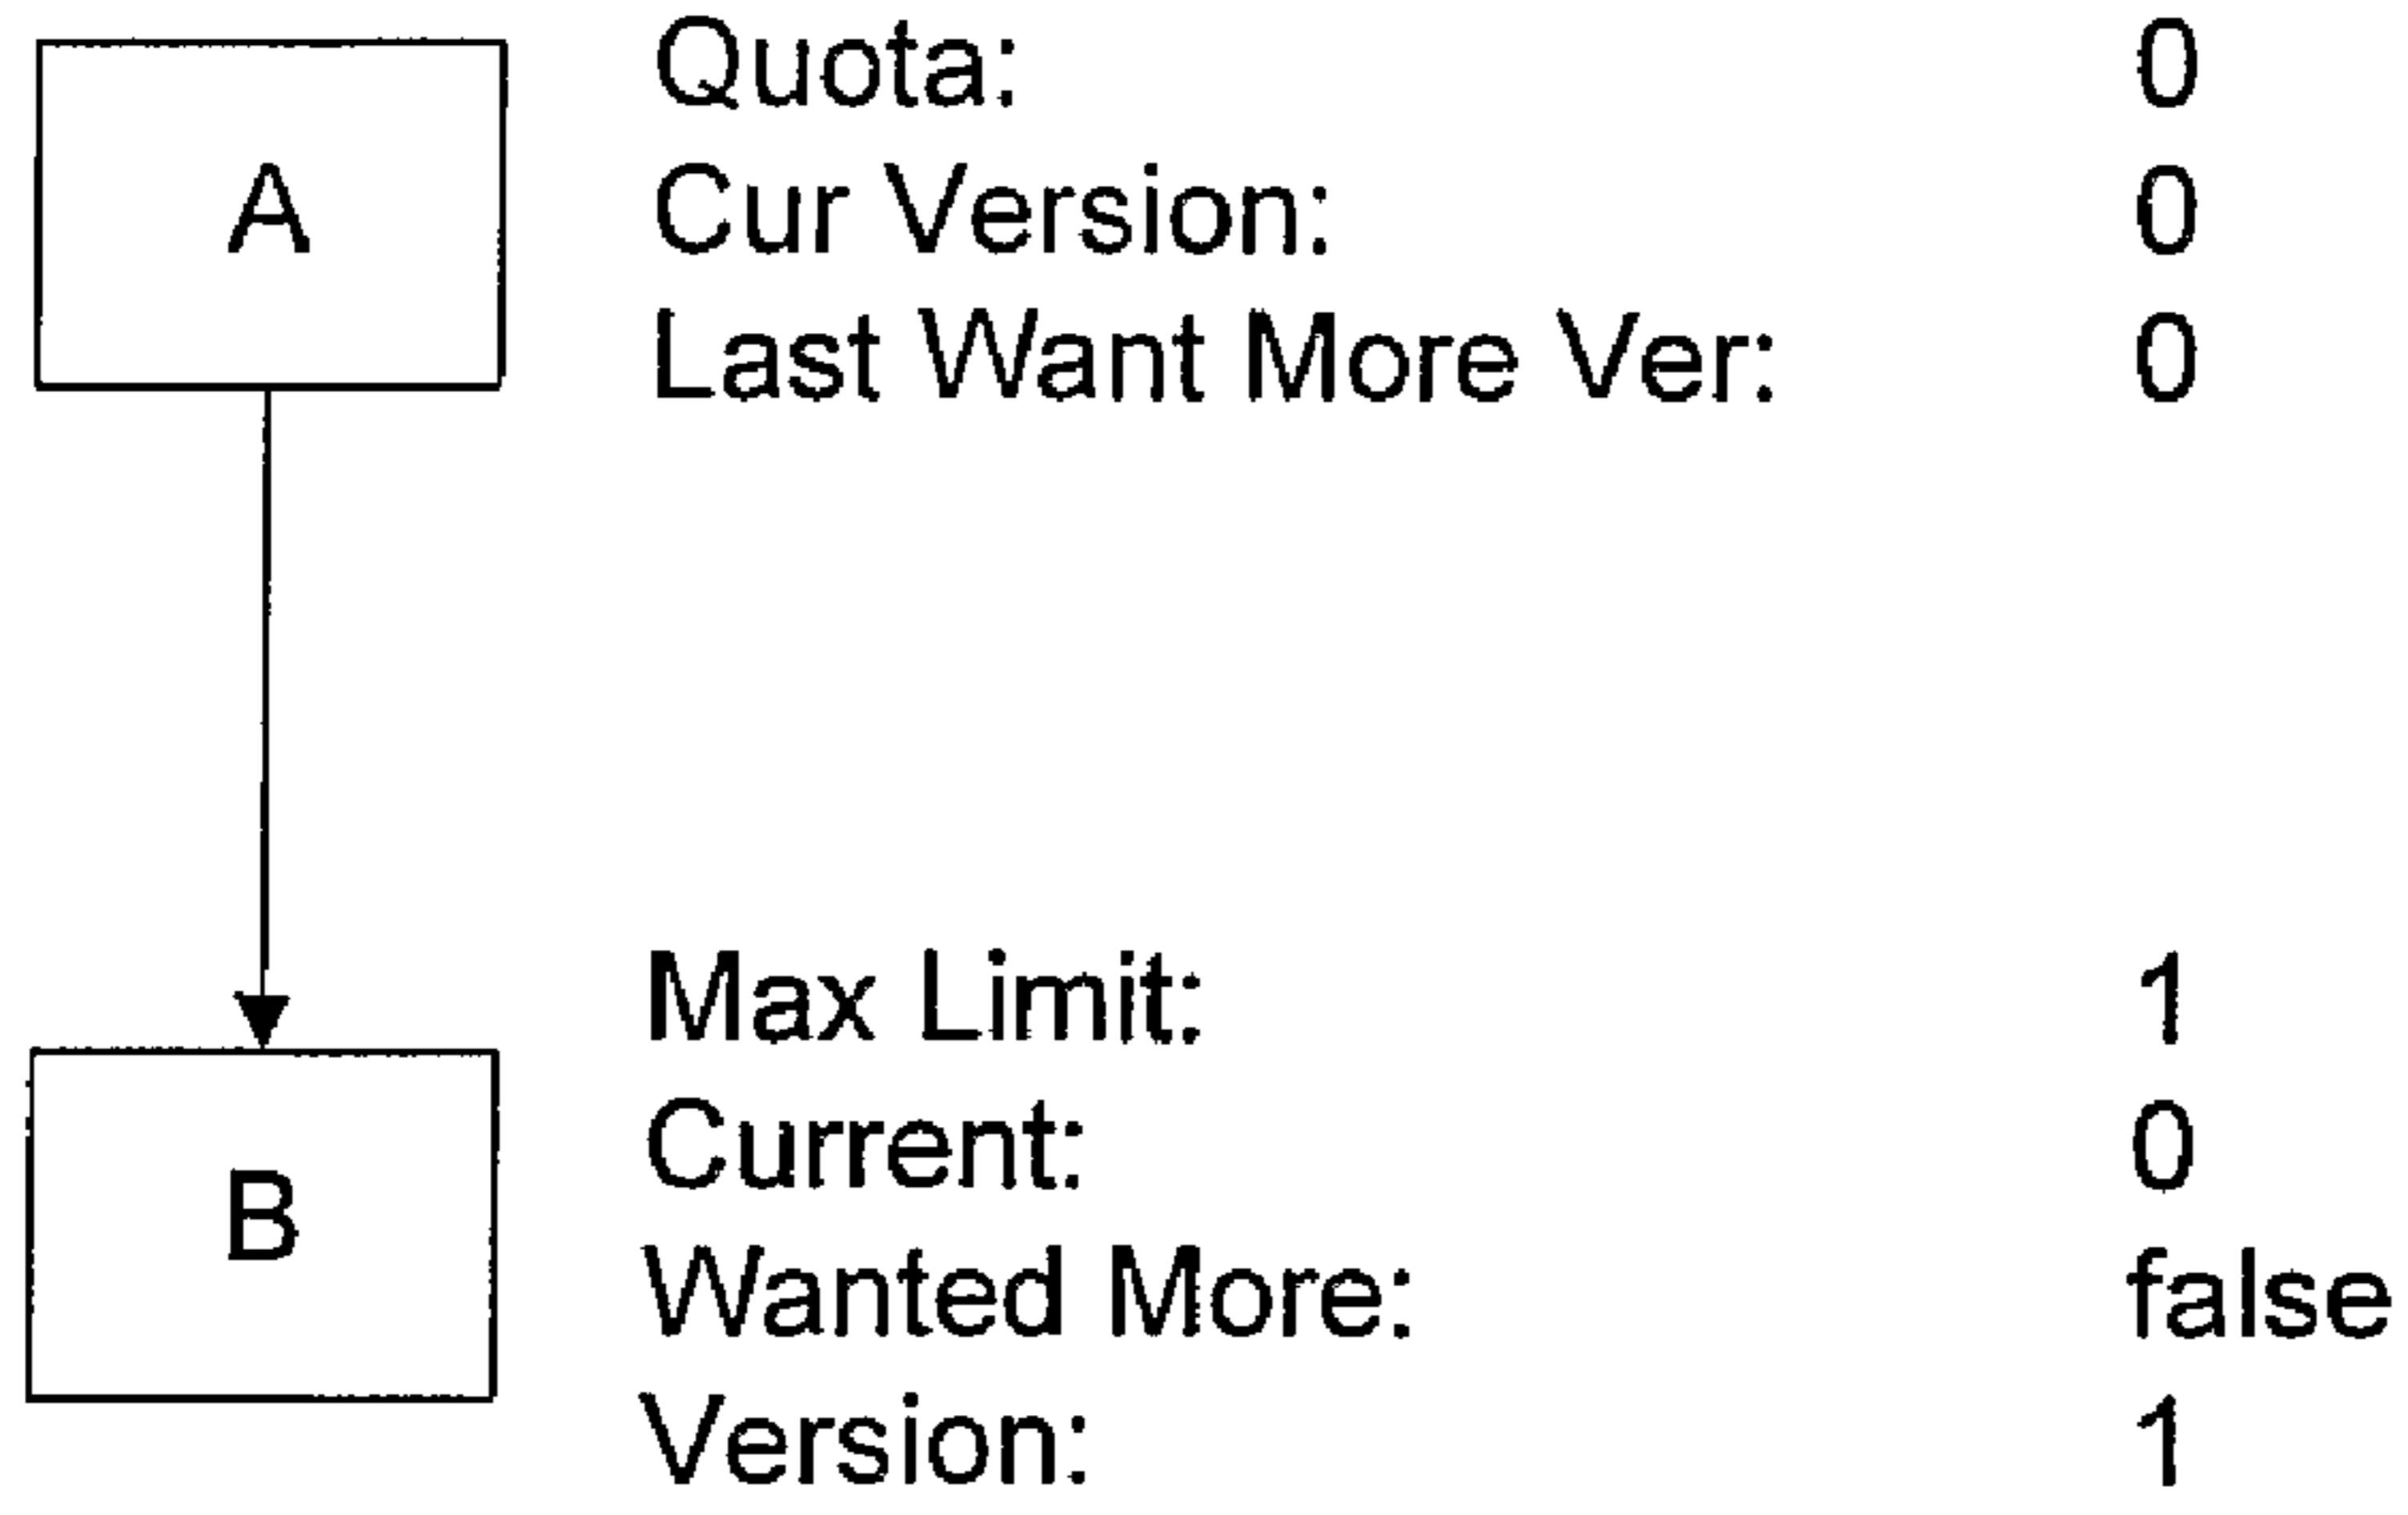 A
Quota: 0
Cur Version: 0
Last Want More Ver: 0
B
Max Limit: 1
Current: 0
Wanted More: false
Version: 1